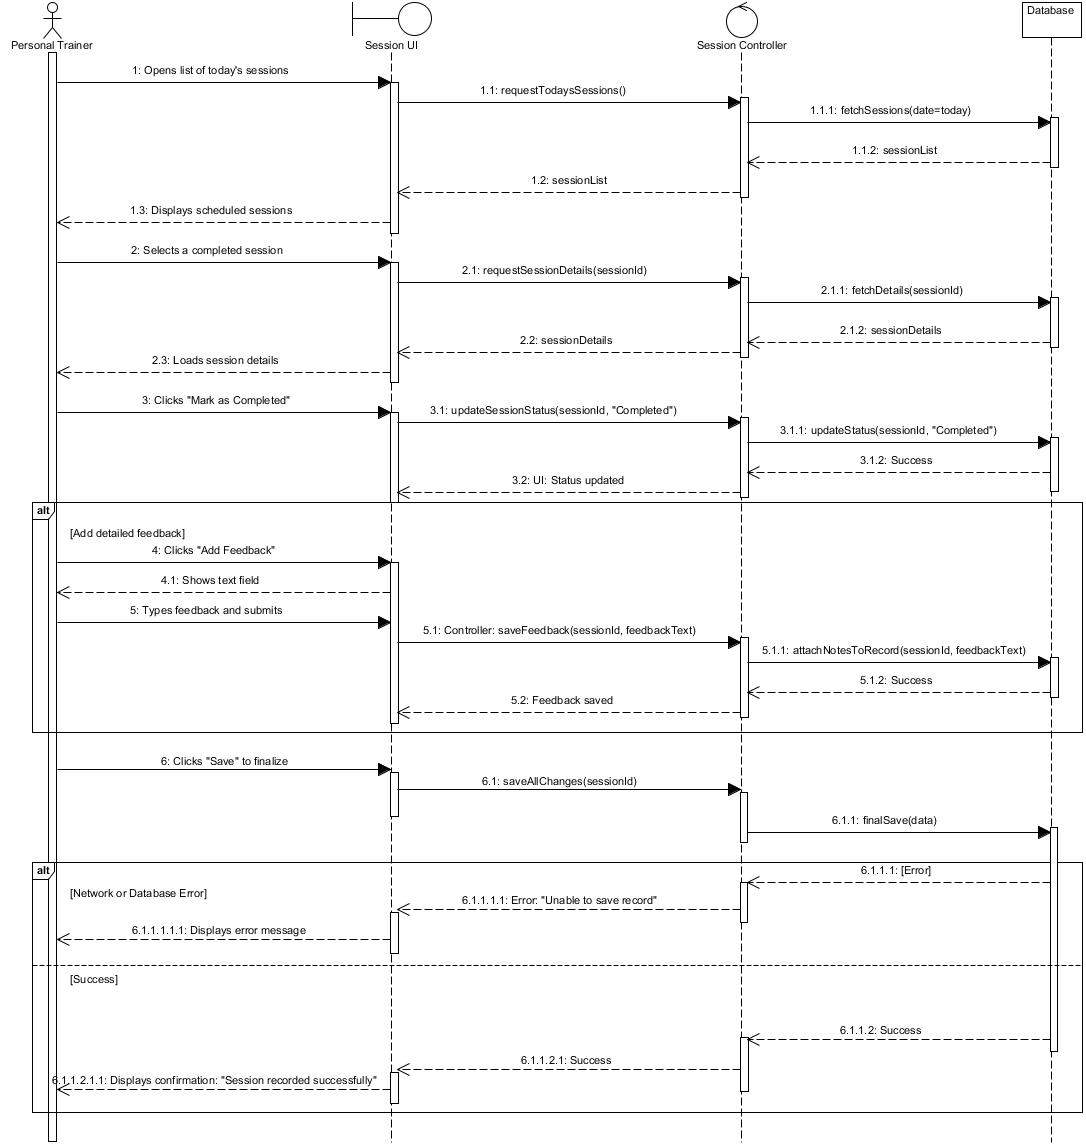 Personal Trainer
Session UI
Session Controller
Database
1: Opens list of today's sessions
1.1: requestTodaysSessions()
1.1.1: fetchSessions(date=today)
1.1.2: sessionList
1.2: sessionList
1.3: Displays scheduled sessions
2: Selects a completed session
2.1: requestSessionDetails(sessionId)
2.1.1: fetchDetails(sessionId)
2.1.2: sessionDetails
2.2: sessionDetails
2.3: Loads session details
3: Clicks "Mark as Completed"
3.1: updateSessionStatus(sessionId, "Completed")
3.1.1: updateStatus(sessionId, "Completed")
3.1.2: Success
3.2: UI: Status updated
alt
[Add detailed feedback]
4: Clicks "Add Feedback"
4.1: Shows text field
5: Types feedback and submits
5.1: Controller: saveFeedback(sessionId, feedbackText)
5.1.1: attachNotesToRecord(sessionId, feedbackText)
5.1.2: Success
5.2: Feedback saved
6: Clicks "Save" to finalize
6.1: saveAllChanges(sessionId)
6.1.1: finalSave(data)
alt
6.1.1.1: [Error]
[Network or Database Error]
6.1.1.1.1: Error: "Unable to save record"
6.1.1.1.1.1: Displays error message
[Success]
6.1.1.2: Success
6.1.1.2.1: Success
6.1.1.2.1.1: Displays confirmation: "Session recorded successfully"